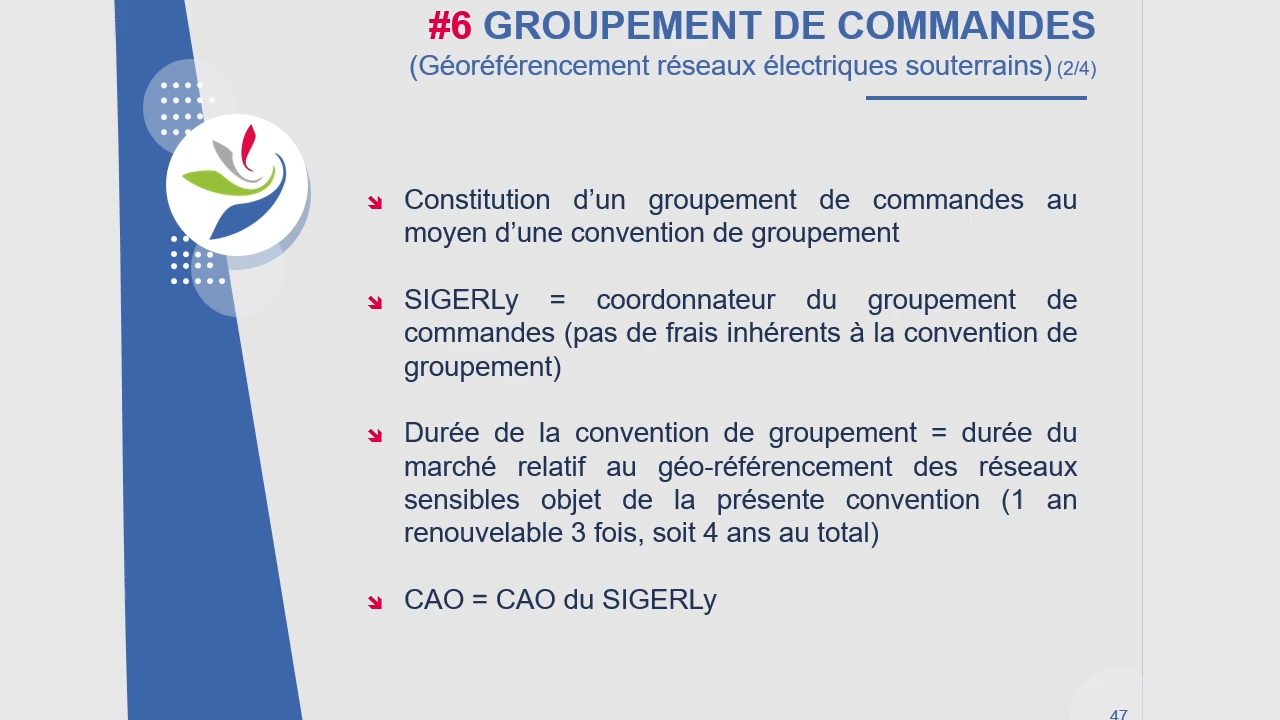 #6 GROUPEMENT DE COMMANDES
(Géoréférencement réseaux électriques souterrains) (2/4)
Constitution d’un groupement de commandes au
moyen d’une convention de groupement
SIGERLy = coordonnateur du groupement de
commandes (pas de frais inhérents à la convention de
groupement)
Durée de la convention de groupement = durée du
marché relatif au géo-référencement des réseaux
sensibles objet de la présente convention (1 an
renouvelable 3 fois, soit 4 ans au total)
CAO = CAO du SIGERLy
47